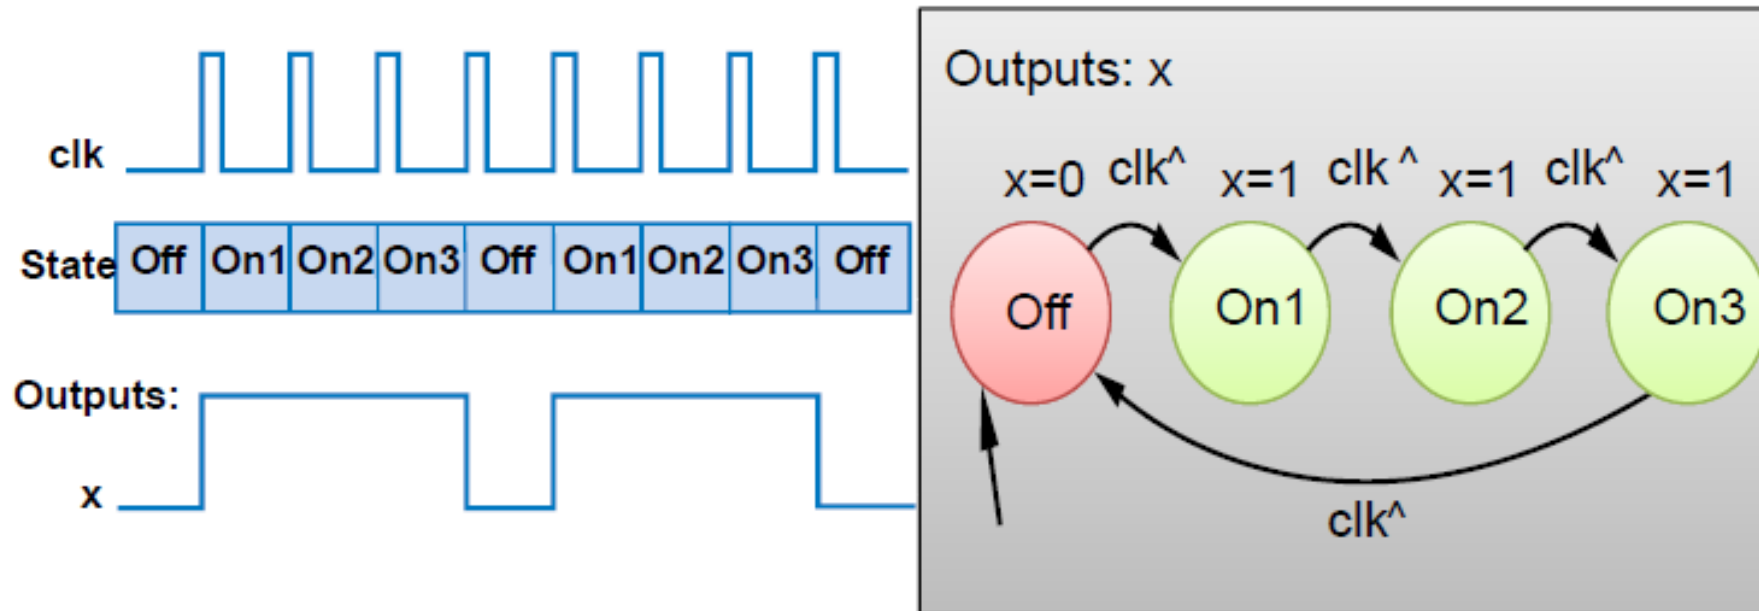 clk
State Off On1 On2 On3 Off On1 On2 On3 Off
Outputs:
x
Outputs: x
x=0 clk^ x=1 clk ^ x=1 clk^ x=1
Off On1 On2 On3
clk^